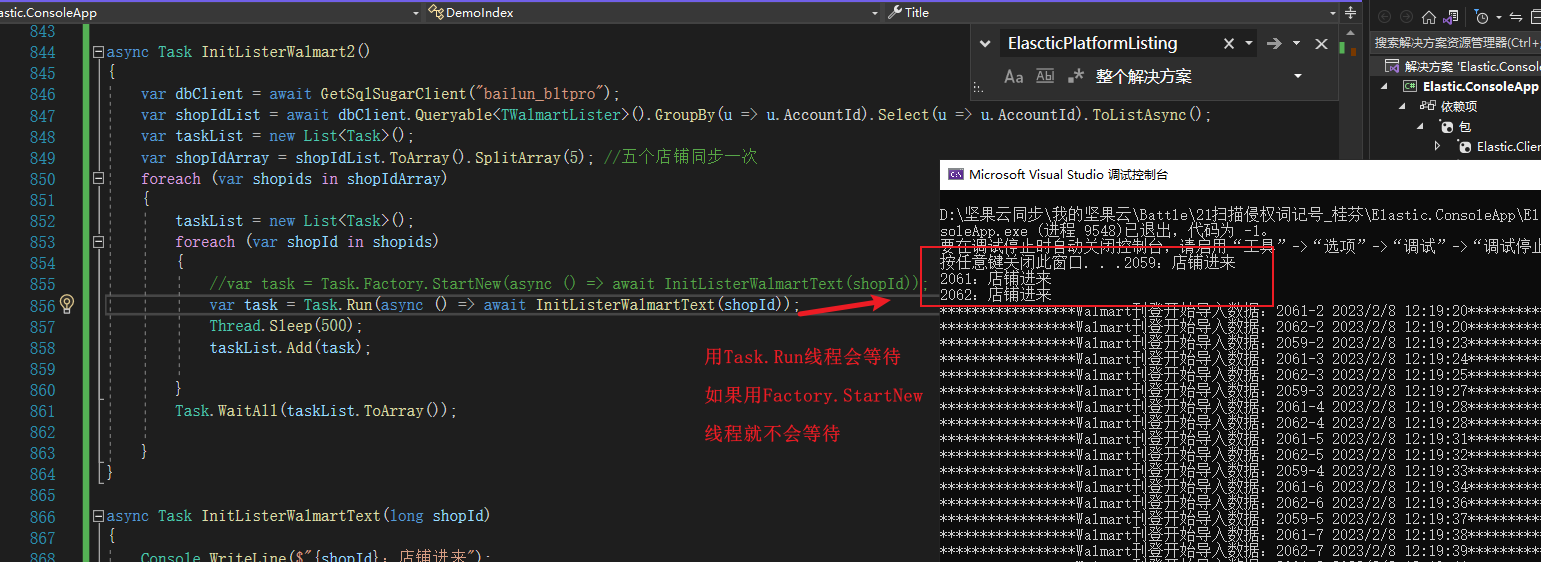 lastic.ConsoleApp
DemoIndex
Title
843
844 async Task InitListerWalmart2()
845 {
846 var dbClient = await GetSqlSugarClient("bailun_bltpro");
847 var shopIdList = await dbClient.Queryable<TWalmartLister>().GroupBy(u => u.AccountId).Select(u => u.AccountId).ToListAsync();
848 var taskList = new List<Task>();
849 var shopIdArray = shopIdList.ToArray().SplitArray(5); //五个店铺同步一次
850 foreach (var shopids in shopIdArray)
851 {
852 taskList = new List<Task>();
853 foreach (var shopId in shopids)
854 {
855 //var task = Task.Factory.StartNew(async () => await InitListerWalmartText(shopId));
856 var task = Task.Run(async () => await InitListerWalmartText(shopId));
857 Thread.Sleep(500);
858 taskList.Add(task);
859
860 }
861 Task.WaitAll(taskList.ToArray());
862
863 }
864 }
865
866 async Task InitListerWalmartText(long shopId)
867 {
868 Console.WriteLine($"{shopId}：店铺进来");
用Task.Run线程会等待
如果用Factory.StartNew
线程就不会等待
ElascticPlatformListing
Aa Abl .*
整个解决方案
搜索解决方案资源管理器(Ctrl+;
解决方案 'Elastic.Console
Elastic.ConsoleApp
依赖项
包
Elastic.Clien
Microsoft Visual Studio 调试控制台
D:\坚果云同步\我的坚果云\Battle\21扫描侵权词记号_桂芬\Elastic.ConsoleApp\El
soleApp.exe (进程 9548)已退出，代码为 -1。
要在调试停止时自动关闭控制台，请启用“工具”->“选项”->“调试”->“调试停止
按任意键关闭此窗口. . .2059：店铺进来
2061：店铺进来
2062：店铺进来
*****************Walmart刊登开始导入数据：2061-2 2023/2/8 12:19:20**********
*****************Walmart刊登开始导入数据：2062-2 2023/2/8 12:19:20**********
*****************Walmart刊登开始导入数据：2059-2 2023/2/8 12:19:23**********
*****************Walmart刊登开始导入数据：2061-3 2023/2/8 12:19:24**********
*****************Walmart刊登开始导入数据：2062-3 2023/2/8 12:19:25**********
*****************Walmart刊登开始导入数据：2059-3 2023/2/8 12:19:27**********
*****************Walmart刊登开始导入数据：2061-4 2023/2/8 12:19:28**********
*****************Walmart刊登开始导入数据：2062-4 2023/2/8 12:19:28**********
*****************Walmart刊登开始导入数据：2061-5 2023/2/8 12:19:31**********
*****************Walmart刊登开始导入数据：2062-5 2023/2/8 12:19:32**********
*****************Walmart刊登开始导入数据：2059-4 2023/2/8 12:19:33**********
*****************Walmart刊登开始导入数据：2061-6 2023/2/8 12:19:34**********
*****************Walmart刊登开始导入数据：2062-6 2023/2/8 12:19:36**********
*****************Walmart刊登开始导入数据：2059-5 2023/2/8 12:19:37**********
*****************Walmart刊登开始导入数据：2061-7 2023/2/8 12:19:38**********
*****************Walmart刊登开始导入数据：2062-7 2023/2/8 12:19:39**********